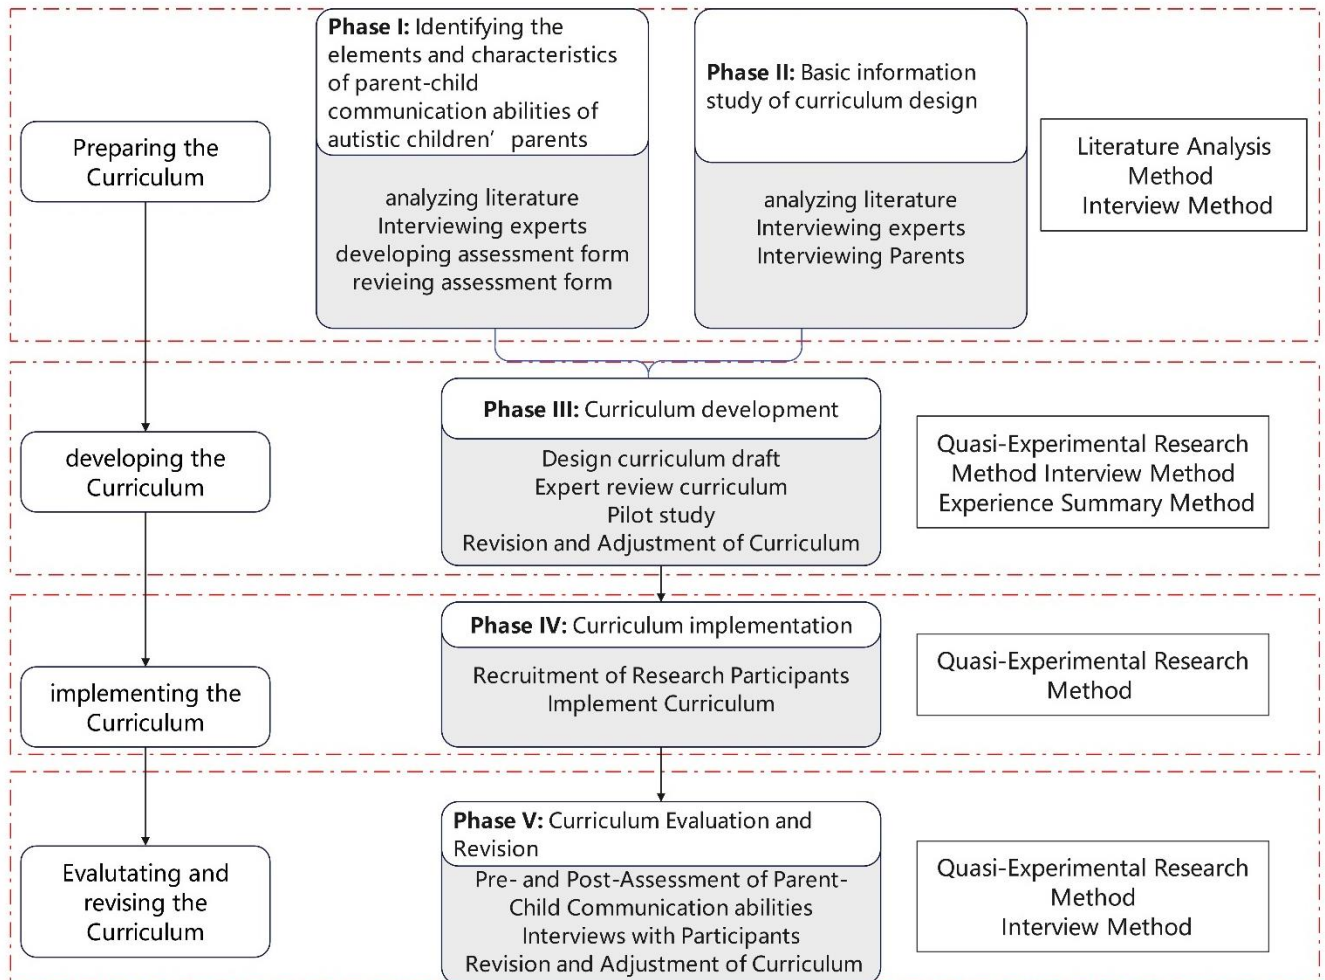 Preparing the
Curriculum
Phase I: Identifying the
elements and characteristics
of parent-child
communication abilities of
autistic children’ parents
analyzing literature
Interviewing experts
developing assessment form
revieing assessment form
Phase II: Basic information
study of curriculum design
analyzing literature
Interviewing experts
Interviewing Parents
Literature Analysis
Method
Interview Method
developing the
Curriculum
Phase III: Curriculum development
Design curriculum draft
Expert review curriculum
Pilot study
Revision and Adjustment of Curriculum
Quasi-Experimental Research
Method Interview Method
Experience Summary Method
implementing the
Curriculum
Phase IV: Curriculum implementation
Recruitment of Research Participants
Implement Curriculum
Quasi-Experimental Research
Method
Evalutating and
revising the
Curriculum
Phase V: Curriculum Evaluation and
Revision
Pre- and Post-Assessment of Parent-
Child Communication abilities
Interviews with Participants
Revision and Adjustment of Curriculum
Quasi-Experimental Research
Method
Interview Method